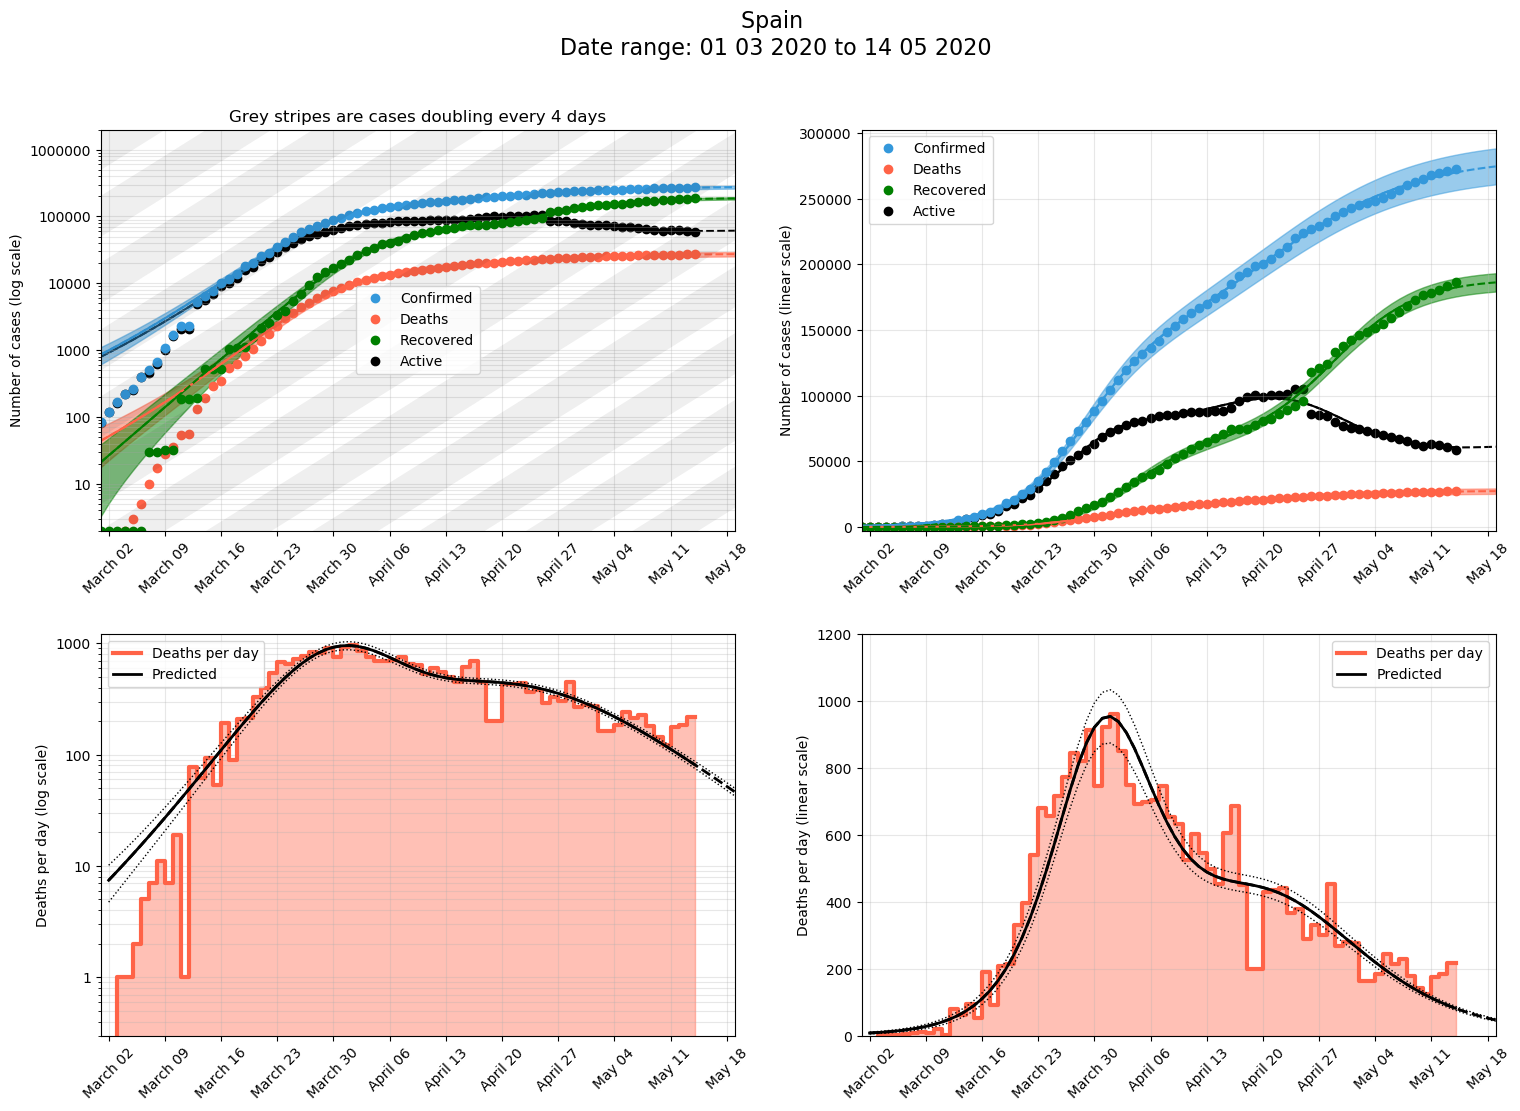 Spain
Date range: 01 03 2020 to 14 05 2020
Grey stripes are cases doubling every 4 days
Number of cases (log scale)
1000000
100000
10000
1000
100
10
Confirmed
Deaths
Recovered
Active
March 02
March 09
March 16
March 23
March 30
April 06
April 13
April 20
April 27
May 04
May 11
May 18
Number of cases (linear scale)
300000
250000
200000
150000
100000
50000
0
Confirmed
Deaths
Recovered
Active
March 02
March 09
March 16
March 23
March 30
April 06
April 13
April 20
April 27
May 04
May 11
May 18
Deaths per day (log scale)
1000
100
10
1
Deaths per day
Predicted
March 02
March 09
March 16
March 23
March 30
April 06
April 13
April 20
April 27
May 04
May 11
May 18
Deaths per day (linear scale)
1200
1000
800
600
400
200
0
Deaths per day
Predicted
March 02
March 09
March 16
March 23
March 30
April 06
April 13
April 20
April 27
May 04
May 11
May 18